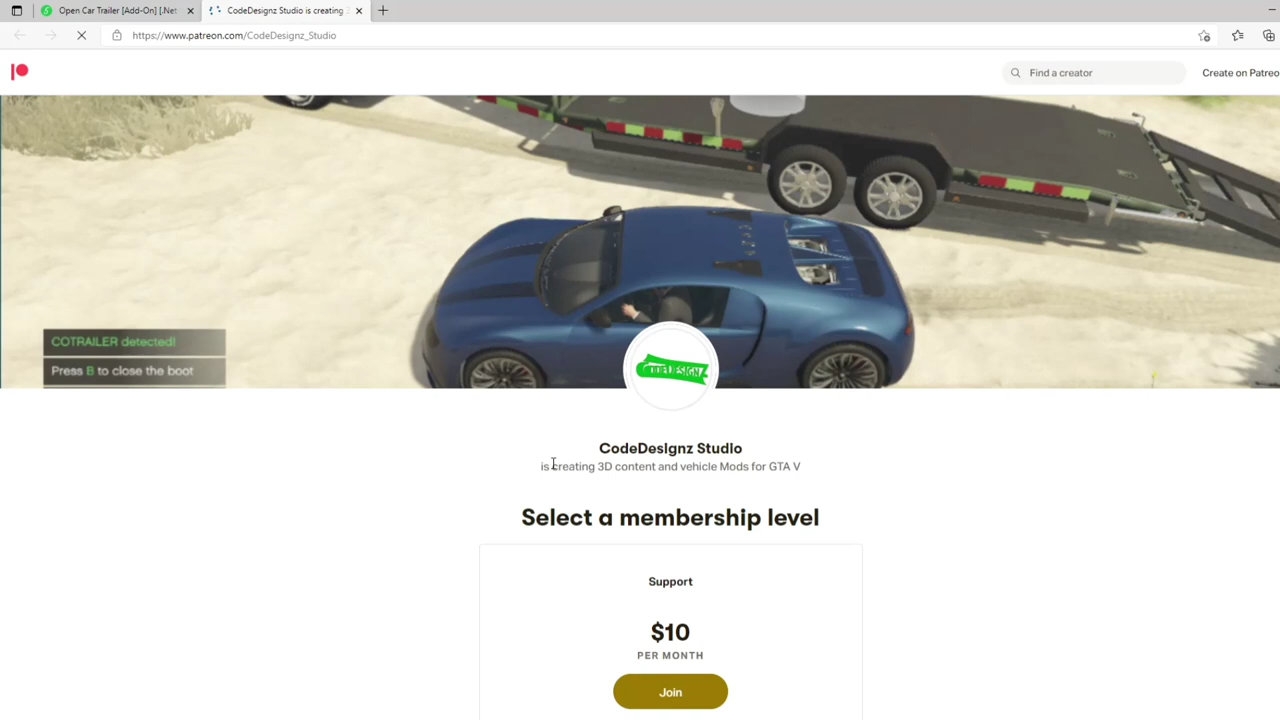 Open Car Trailer [Add-On] [.Net
CodeDesignz Studio is creating
https://www.patreon.com/CodeDesignz_Studio
Find a creator
Create on Patreo
COTRAILER detected!
Press B to close the boot
CODEDESIGNZ
CodeDesignz Studio
is creating 3D content and vehicle Mods for GTA V
Select a membership level
Support
$10
PER MONTH
Join